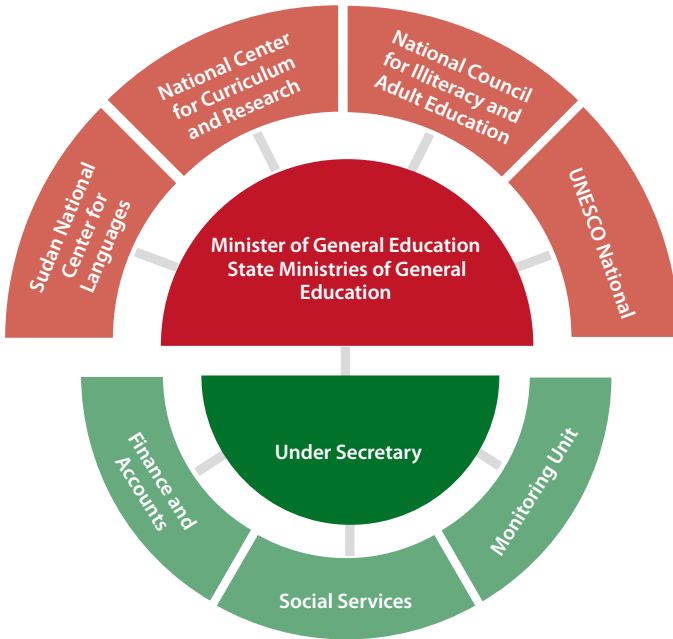 National Center
for Curriculum
and Research
National Council
for Illiteracy and
Adult Education
Sudan National
Center for
Languages
UNESCO National
Minister of General Education
State Ministries of General
Education
Under Secretary
Finance and
Accounts
Monitoring Unit
Social Services